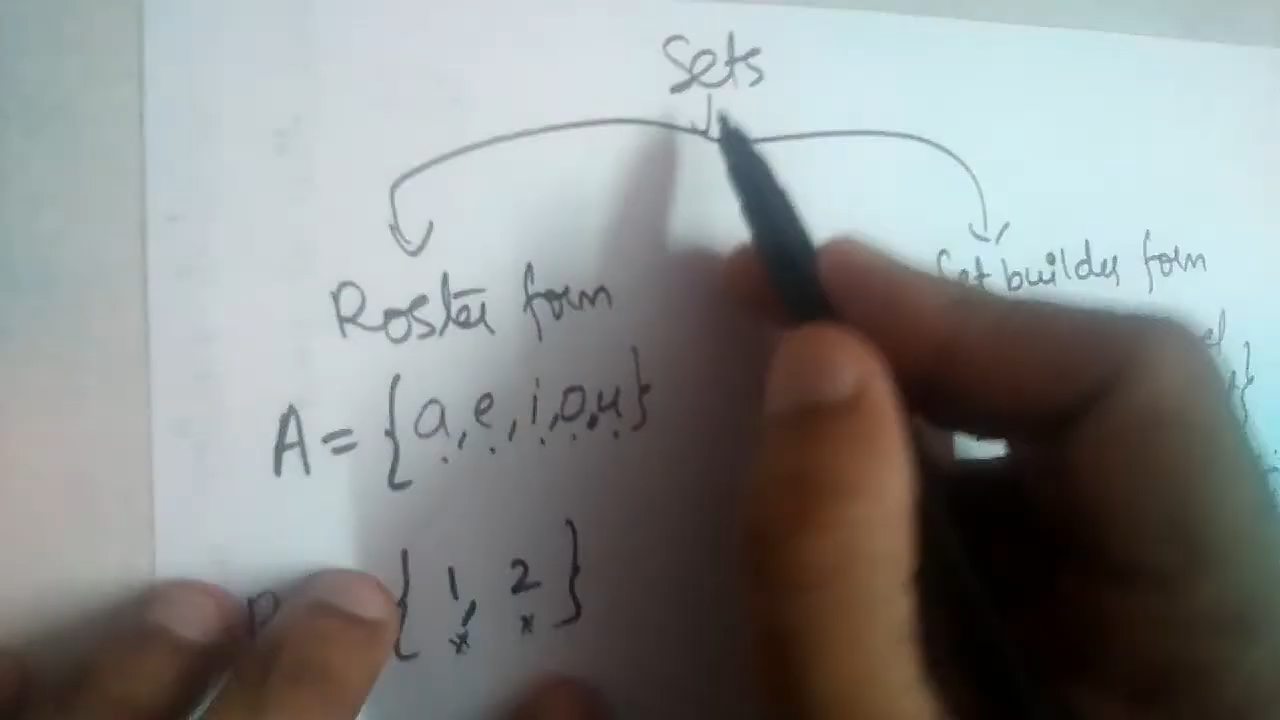 Sets
Roster form
Set builder form
A = {a, e, i, o, u}
{ 1, 2 }
x x